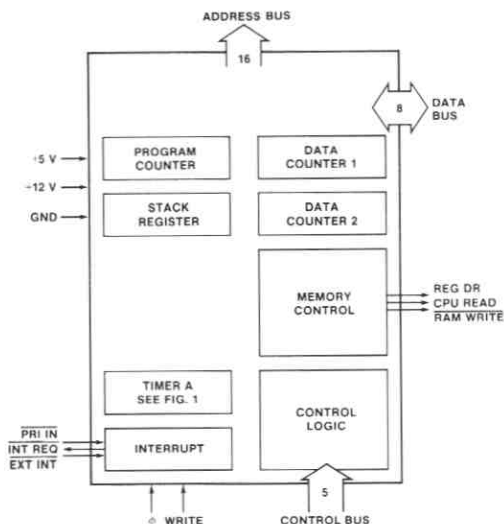 ADDRESS BUS
16
8
DATA
BUS
+5 V
+12 V
GND
PROGRAM
COUNTER
DATA
COUNTER 1
STACK
REGISTER
DATA
COUNTER 2
MEMORY
CONTROL
REG DR
CPU READ
RAM WRITE
TIMER A
SEE FIG. 1
CONTROL
LOGIC
PRI IN
INT REQ
EXT INT
INTERRUPT
5
Φ WRITE
CONTROL BUS